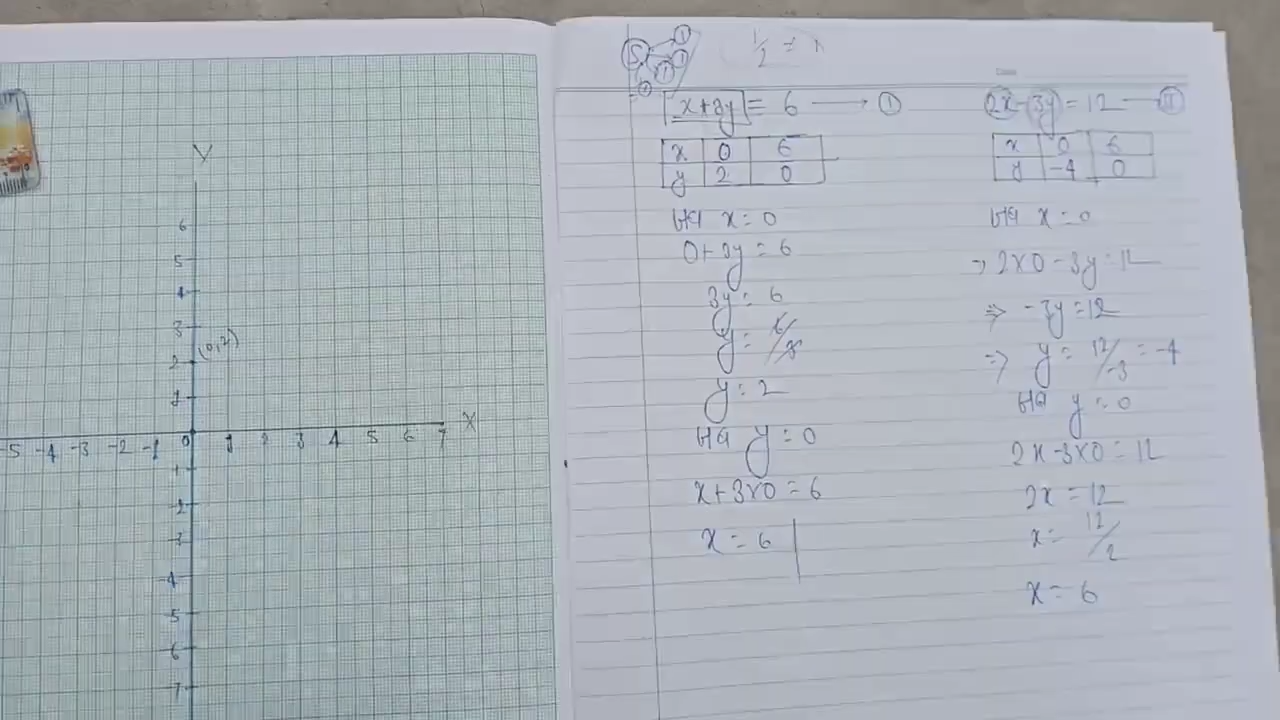 Y
6
5
4
3
2 (0,2)
1
-5 -4 -3 -2 -1 0 1 2 3 4 5 6 7 X
-1
-2
-3
-4
-5
-6
-7
5 1
1/2 =
x+3y = 6 → ①
x 0 6
y 2 0
जब x = 0
0+3y = 6
3y = 6
y = 6/3
y = 2
जब y = 0
x+3×0 = 6
x = 6
2x-3y = 12 — ②
x 0 6
y -4 0
जब x = 0
→ 2×0-3y = 12
⇒ -3y = 12
⇒ y = 12/-3 = -4
जब y = 0
2x-3×0 = 12
2x = 12
x = 12/2
x = 6